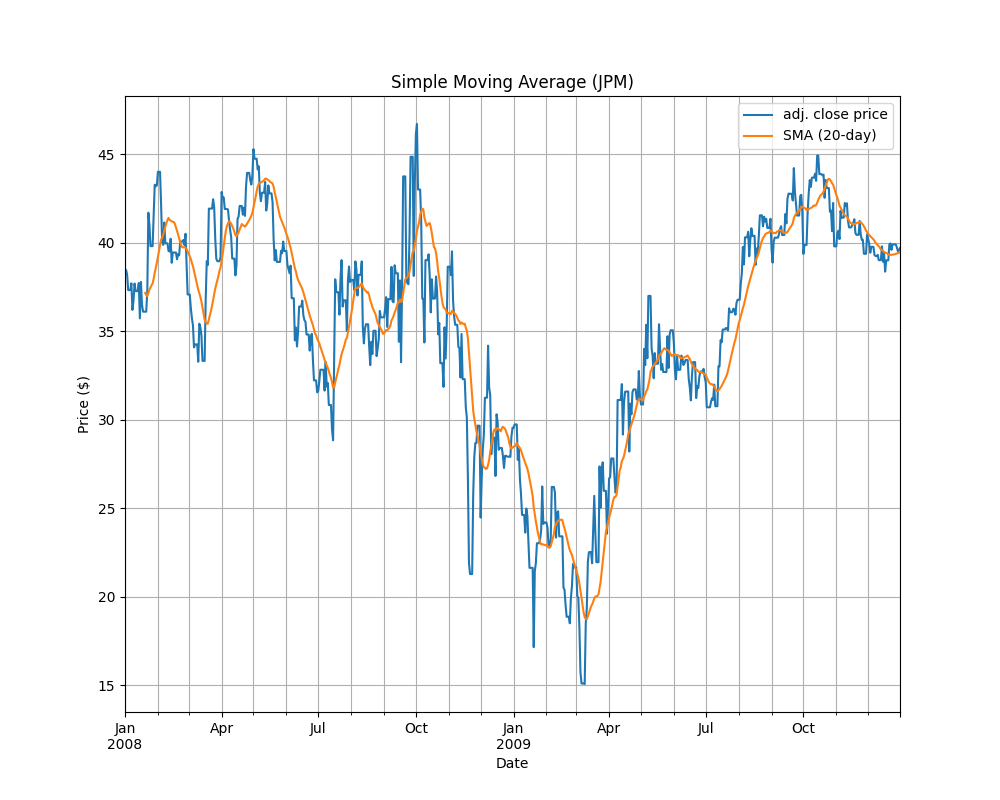 Simple Moving Average (JPM)
adj. close price
SMA (20-day)
Price ($)
45
40
35
30
25
20
15
Jan Apr Jul Oct Jan Apr Jul Oct
2008 2009
Date